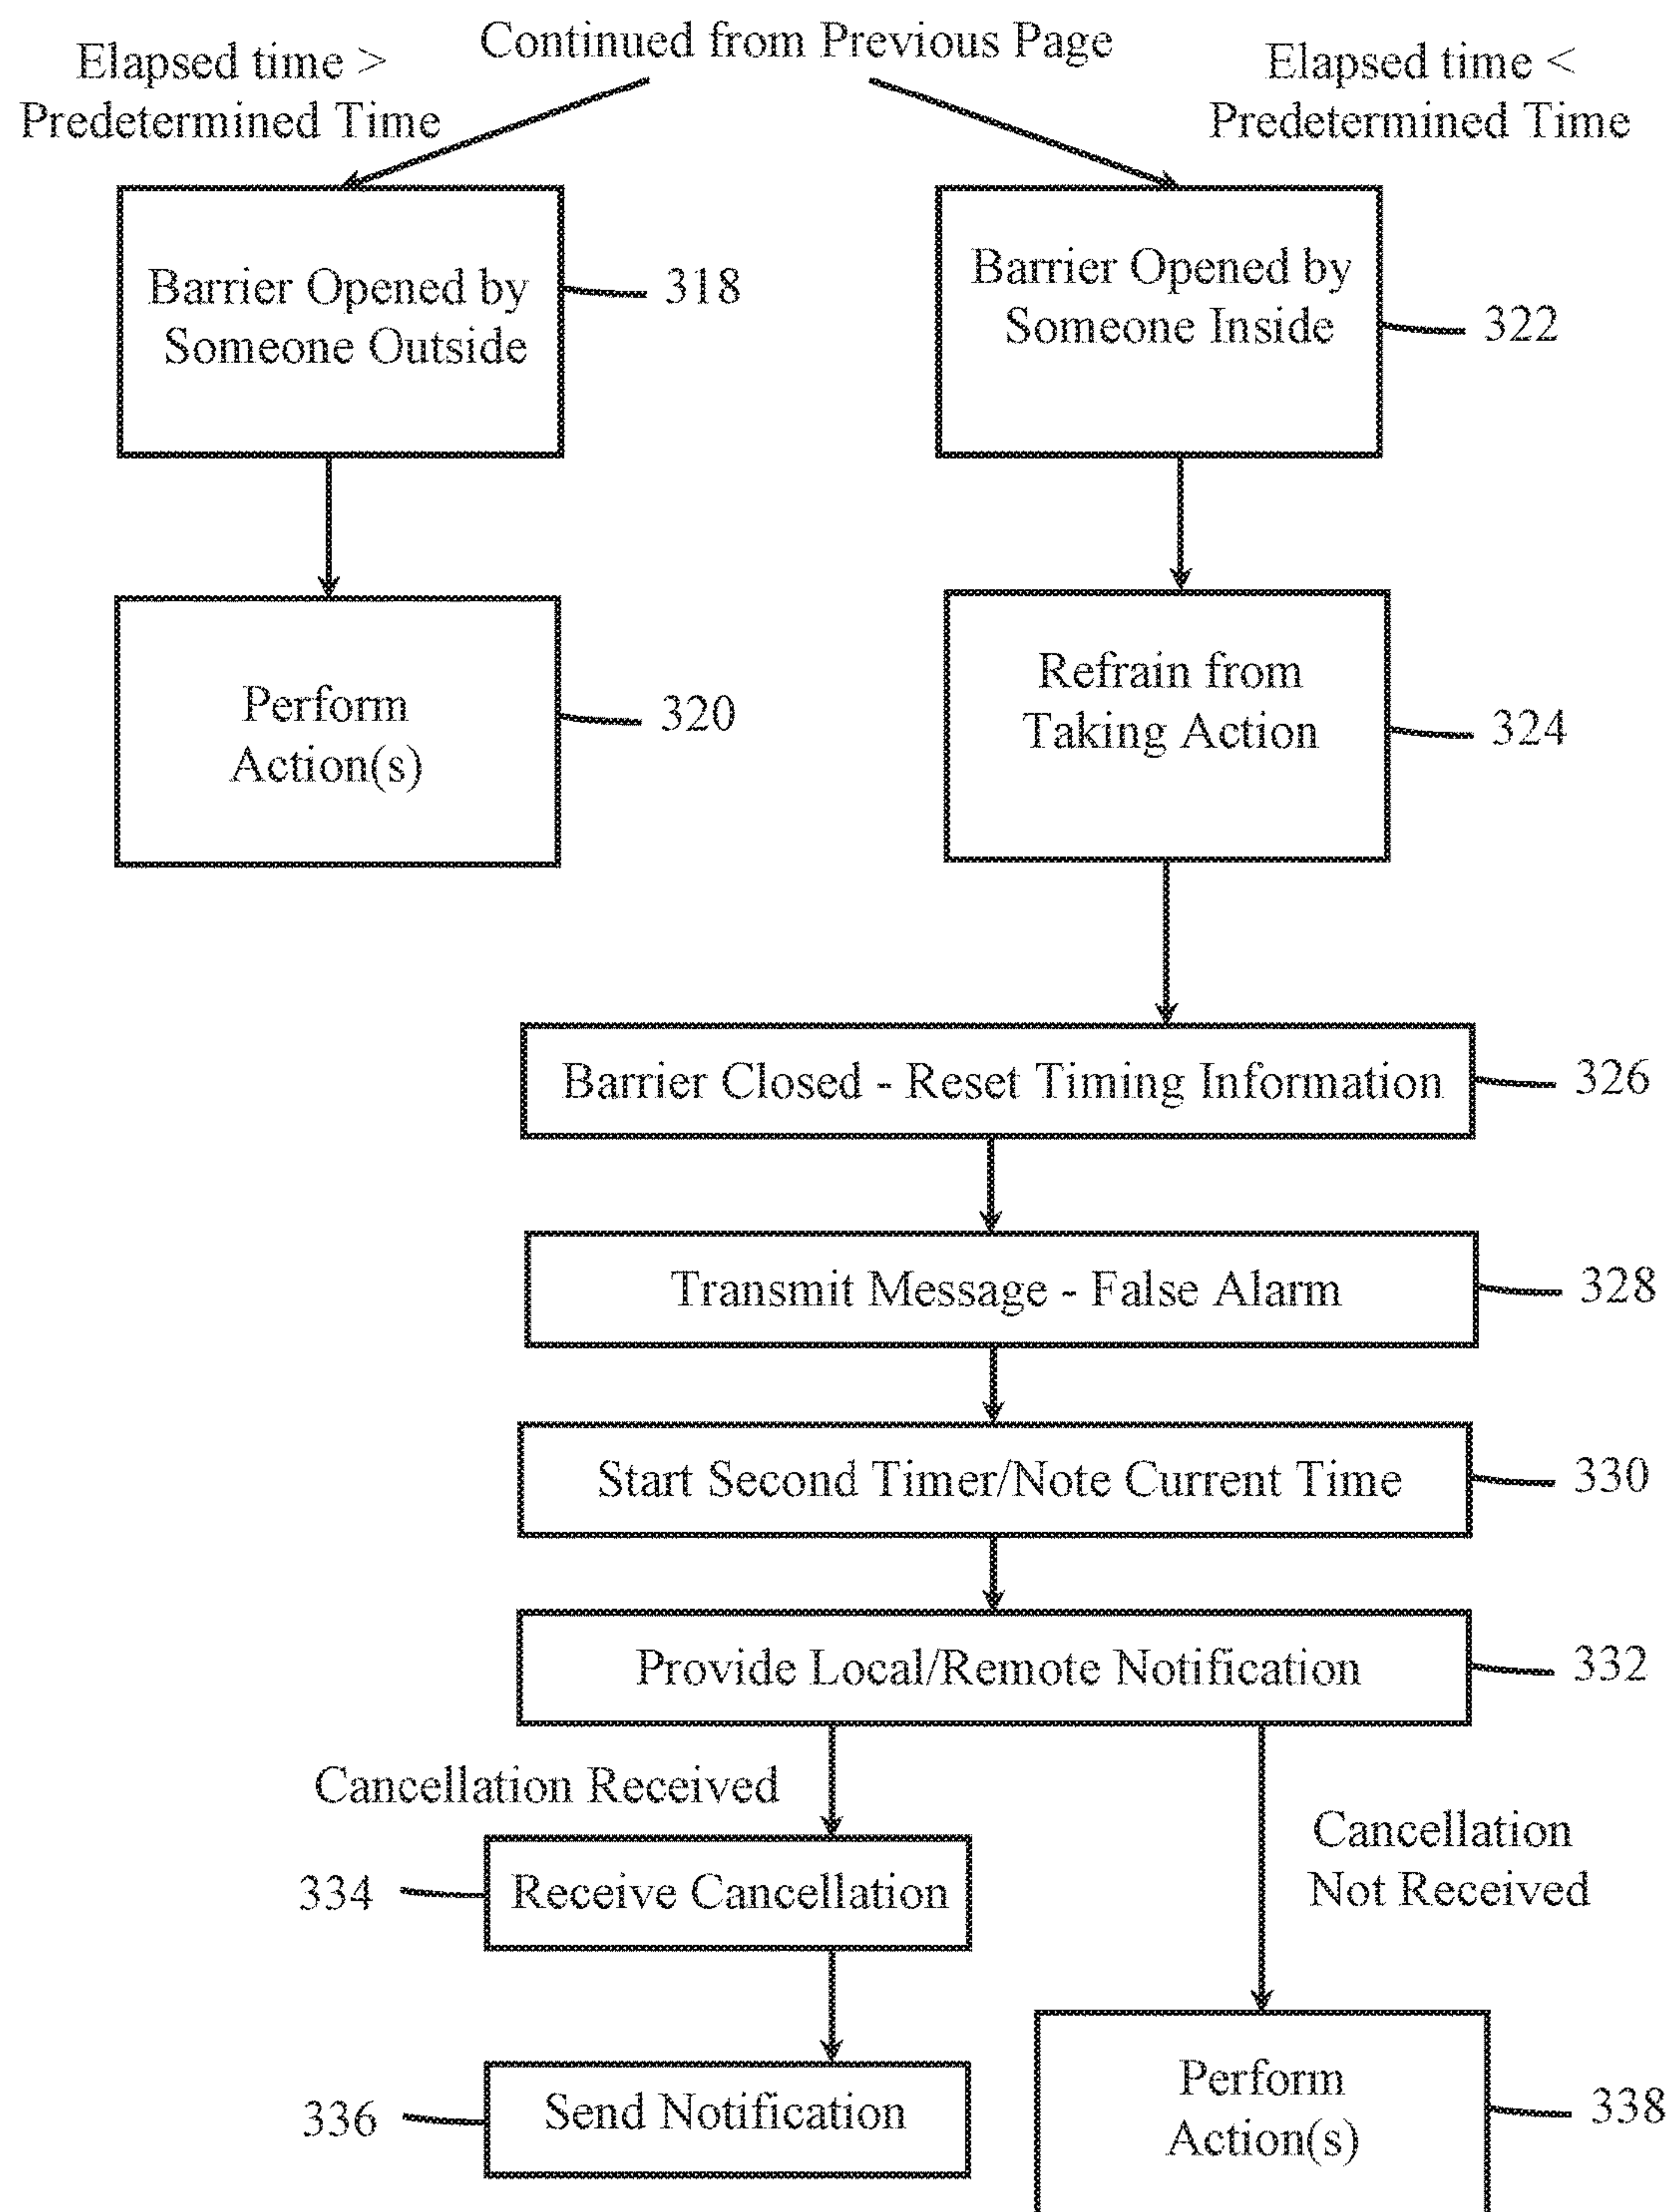 Continued from Previous Page
Elapsed time >
Predetermined Time
Elapsed time <
Predetermined Time
Barrier Opened by
Someone Outside
318
Barrier Opened by
Someone Inside
322
Perform
Action(s)
320
Refrain from
Taking Action
324
Barrier Closed - Reset Timing Information
326
Transmit Message - False Alarm
328
Start Second Timer/Note Current Time
330
Provide Local/Remote Notification
332
Cancellation Received
Cancellation
Not Received
334
Receive Cancellation
336
Send Notification
Perform
Action(s)
338